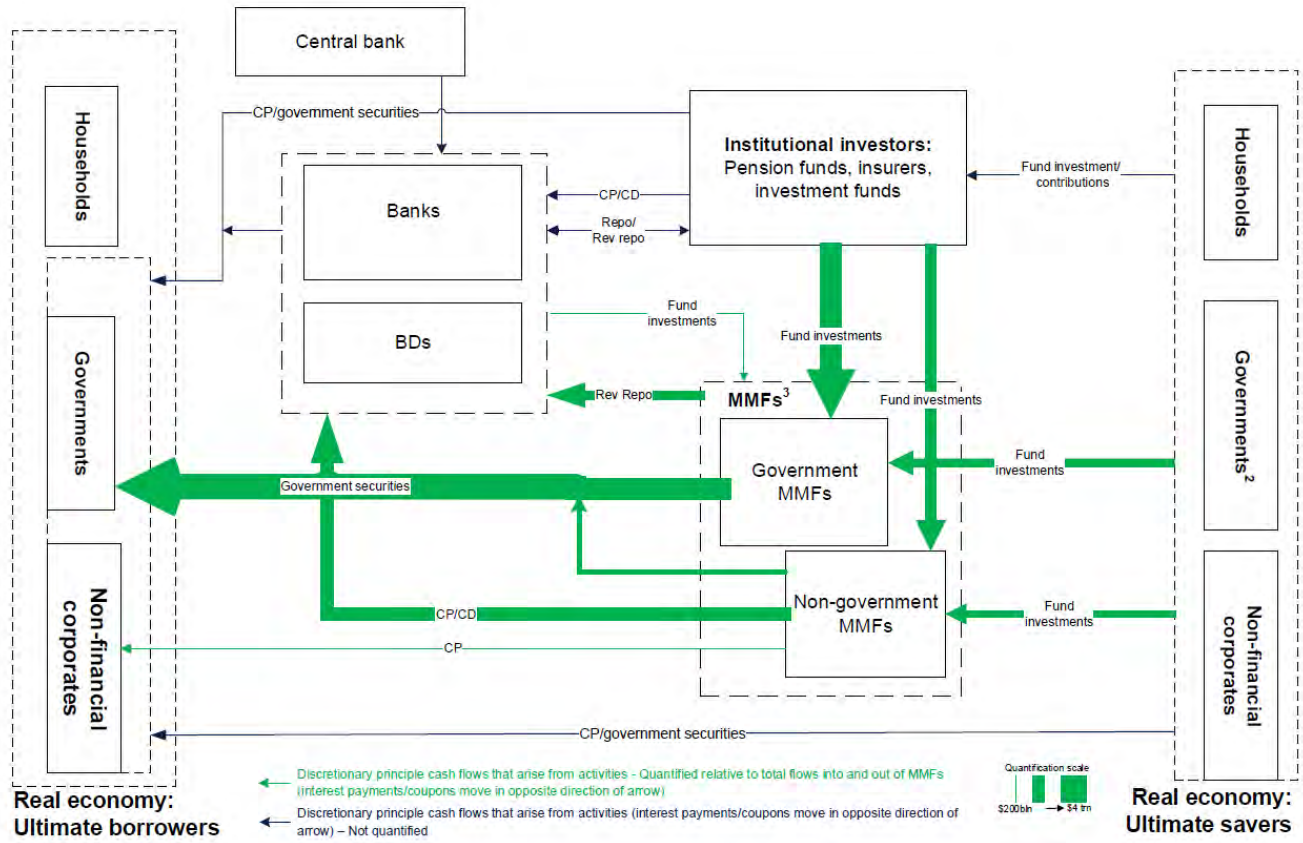 Central bank
Households
CP/government securities
Institutional investors:
Pension funds, insurers,
investment funds
Households
Fund investment/
contributions
Banks
CP/CD
Repo/
Rev repo
BDs
Fund
investments
Fund investments
Governments
Governments²
Rev Repo
MMFs³
Fund investments
Government
MMFs
Fund
investments
Government securities
Non-financial
corporates
Non-government
MMFs
Fund
investments
Non-financial
corporates
CP/CD
CP
CP/government securities
Discretionary principle cash flows that arise from activities - Quantified relative to total flows into and out of MMFs
(interest payments/coupons move in opposite direction of arrow)
Discretionary principle cash flows that arise from activities (interest payments/coupons move in opposite direction of
arrow) – Not quantified
Quantification scale
$200bln
$4 trn
Real economy:
Ultimate borrowers
Real economy:
Ultimate savers